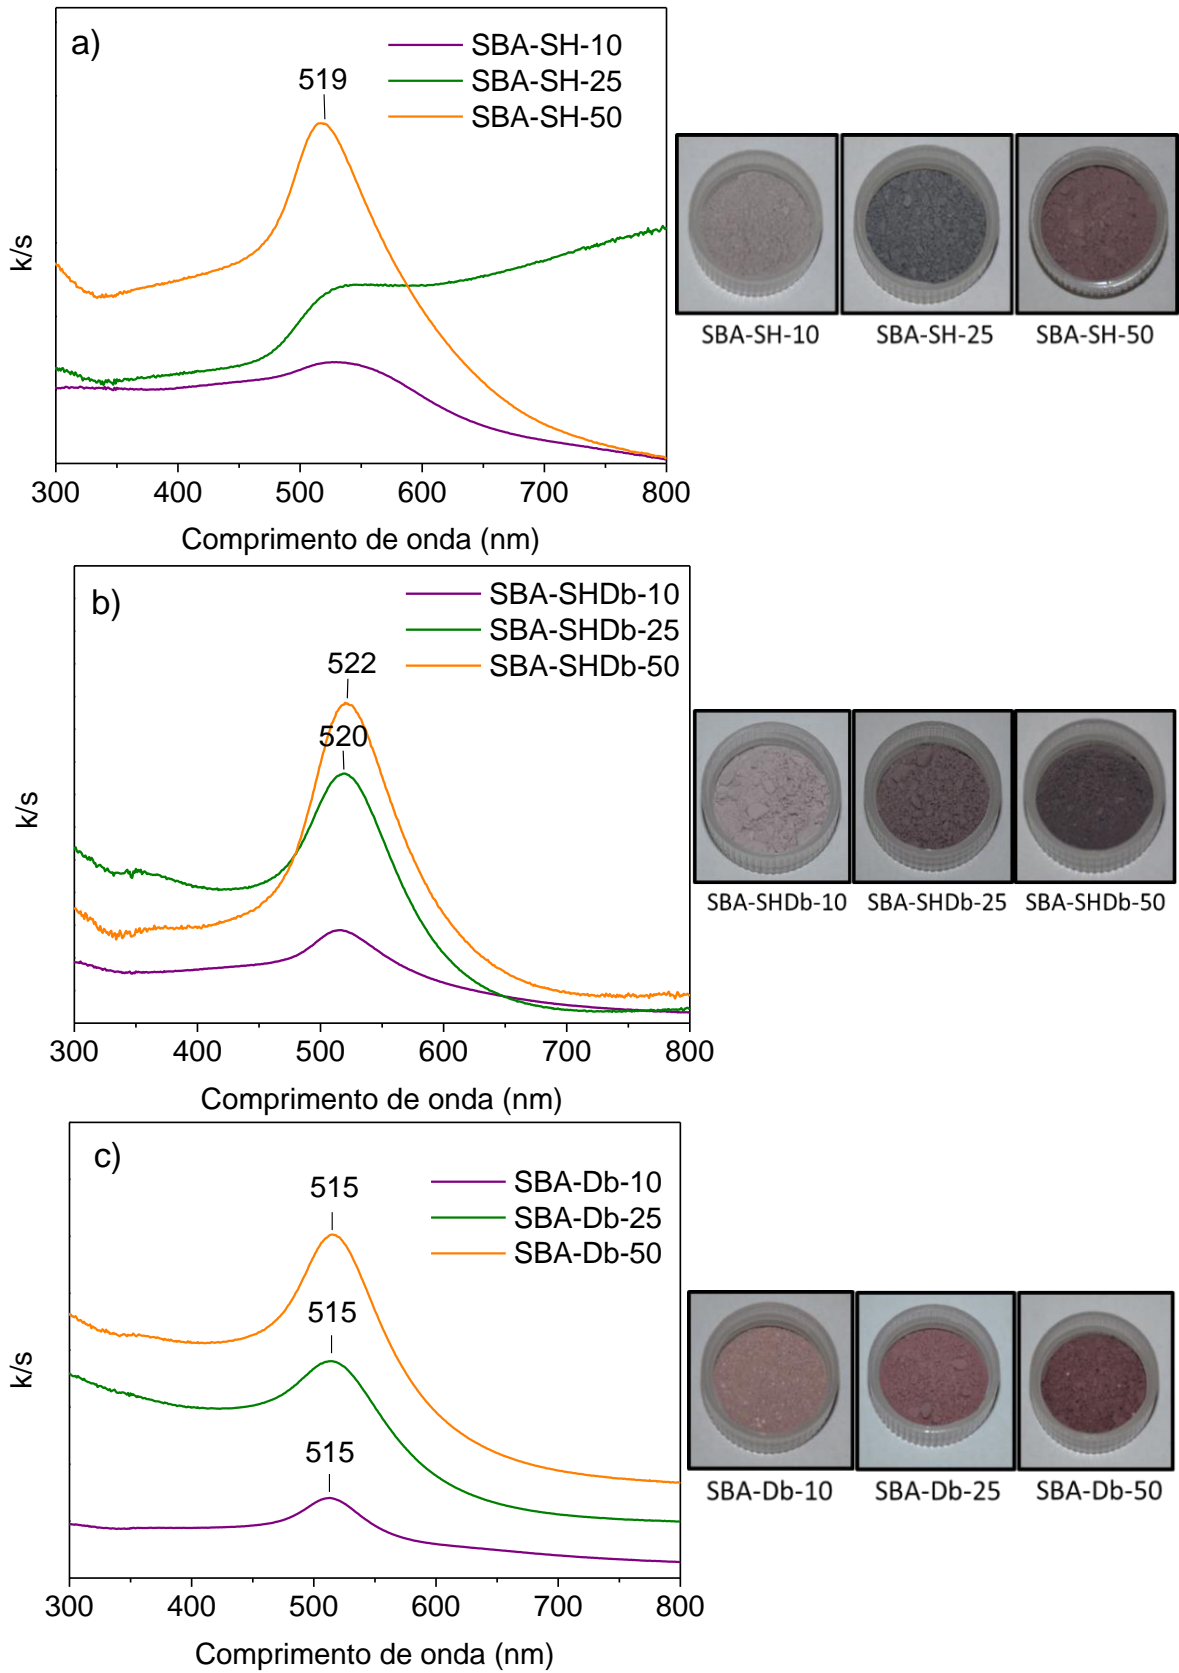 a)
SBA-SH-10
SBA-SH-25
SBA-SH-50
519
k/s
300 400 500 600 700 800
Comprimento de onda (nm)
SBA-SH-10 SBA-SH-25 SBA-SH-50
b)
SBA-SHDb-10
SBA-SHDb-25
SBA-SHDb-50
522
520
k/s
300 400 500 600 700 800
Comprimento de onda (nm)
SBA-SHDb-10 SBA-SHDb-25 SBA-SHDb-50
c)
SBA-Db-10
SBA-Db-25
SBA-Db-50
515
515
515
k/s
300 400 500 600 700 800
Comprimento de onda (nm)
SBA-Db-10 SBA-Db-25 SBA-Db-50